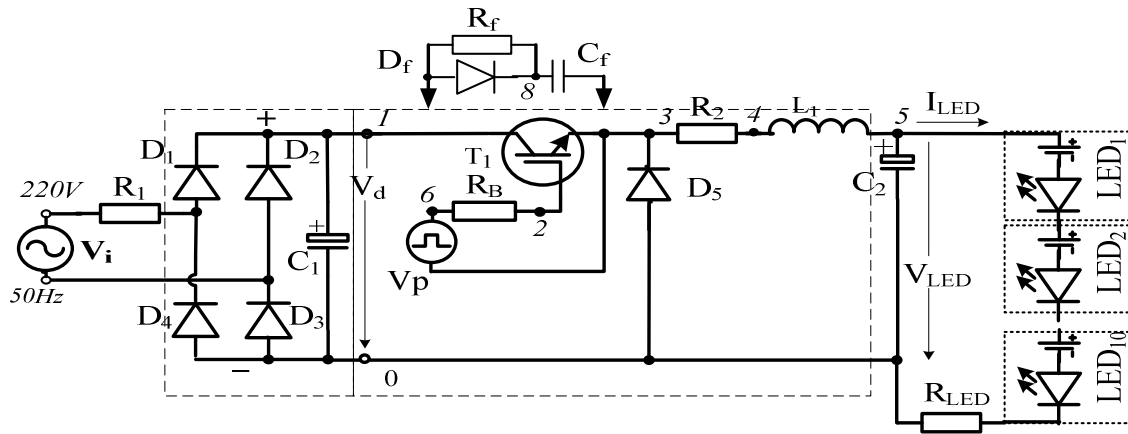 R_f
D_f
C_f
8
1
3
R_2
4
L_1
5
I_LED
+
D_1
D_2
T_1
+
C_2
+
LED_1
220V
R_1
V_d
6
R_B
D_5
2
V_i
+
C_1
V_p
V_LED
+
LED_2
50Hz
D_4
D_3
−
0
R_LED
+
LED_10